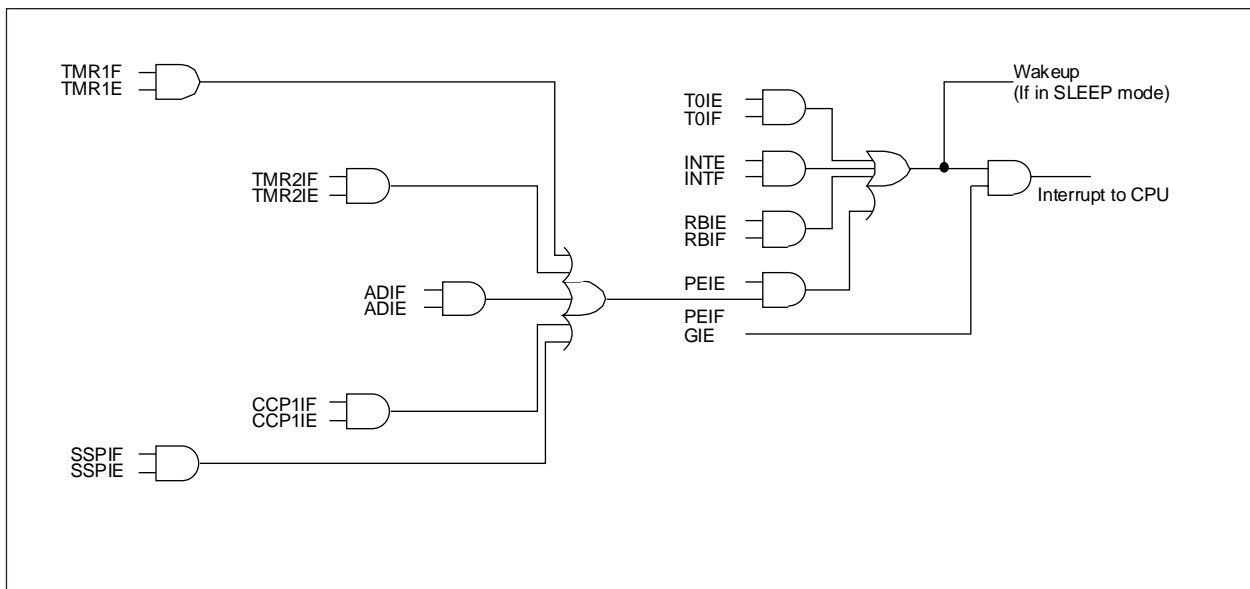 TMR1F
TMR1E
TMR2IF
TMR2IE
ADIF
ADIE
CCP1IF
CCP1IE
SSPIF
SSPIE
T0IE
T0IF
INTE
INTF
RBIE
RBIF
PEIE
PEIF
GIE
Wakeup
(If in SLEEP mode)
Interrupt to CPU